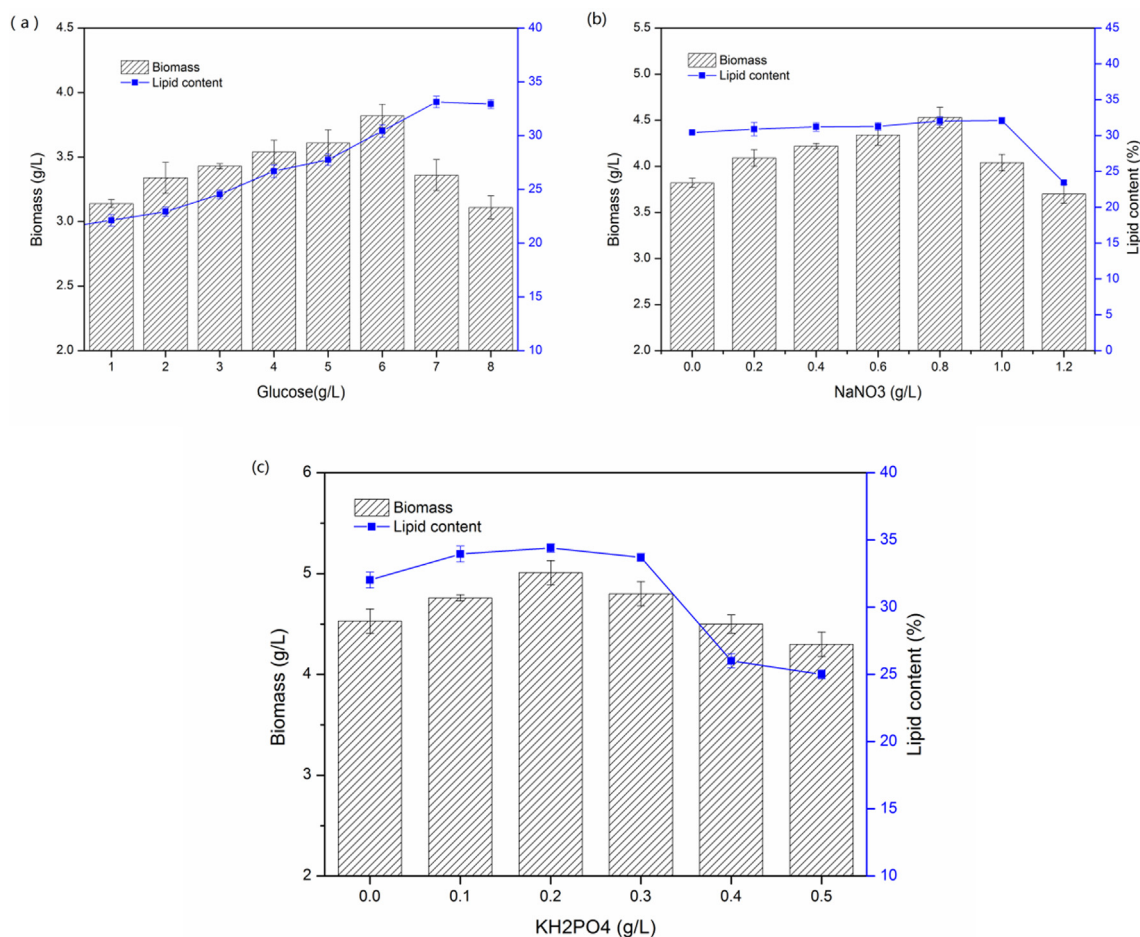 ( a )
4.5
4.0
3.5
3.0
2.5
2.0
Biomass (g/L)
Biomass
Lipid content
40
35
30
25
20
15
10
1 2 3 4 5 6 7 8
Glucose(g/L)
(b)
5.5
5.0
4.5
4.0
3.5
3.0
2.5
2.0
Biomass (g/L)
Biomass
Lipid content
45
40
35
30
25
20
15
10
5
0
Lipid content (%)
0.0 0.2 0.4 0.6 0.8 1.0 1.2
NaNO3 (g/L)
(c)
6
5
4
3
2
Biomass (g/L)
Biomass
Lipid content
40
35
30
25
20
15
10
Lipid content (%)
0.0 0.1 0.2 0.3 0.4 0.5
KH2PO4 (g/L)